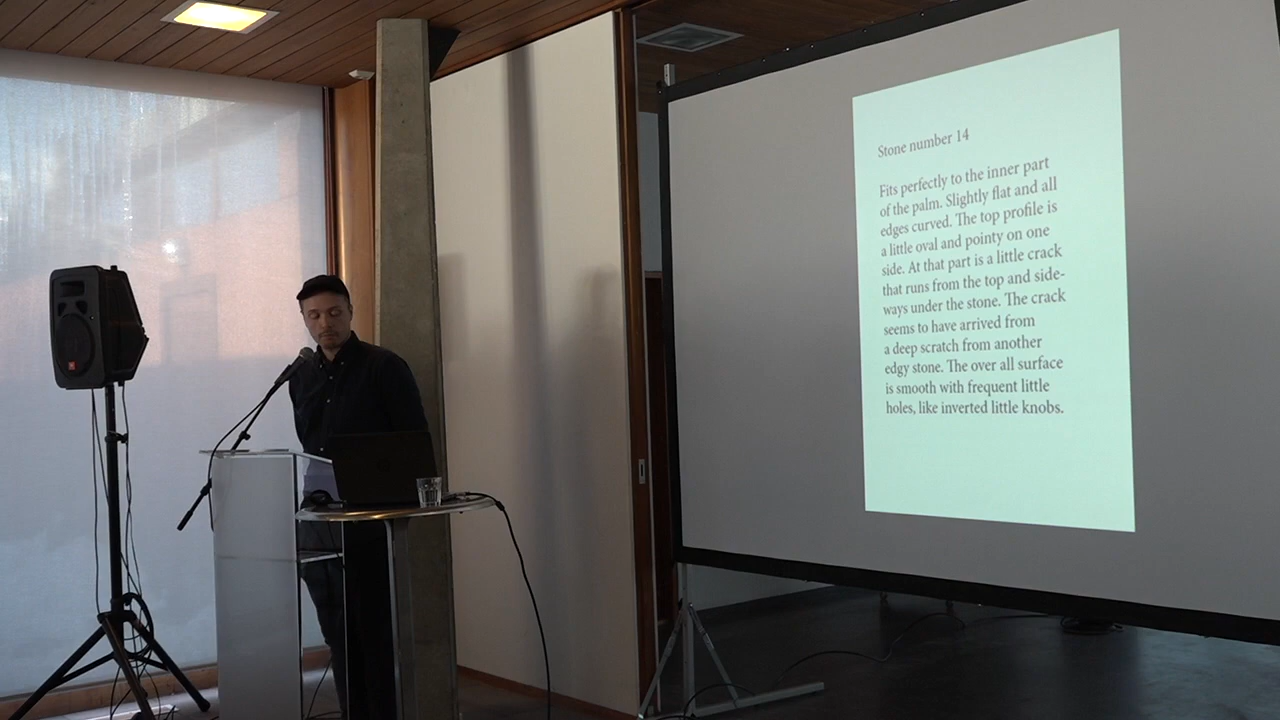 Stone number 14
Fits perfectly to the inner part
of the palm. Slightly flat and all
edges curved. The top profile is
a little oval and pointy on one
side. At that part is a little crack
that runs from the top and side-
ways under the stone. The crack
seems to have arrived from
a deep scratch from another
edgy stone. The over all surface
is smooth with frequent little
holes, like inverted little knobs.